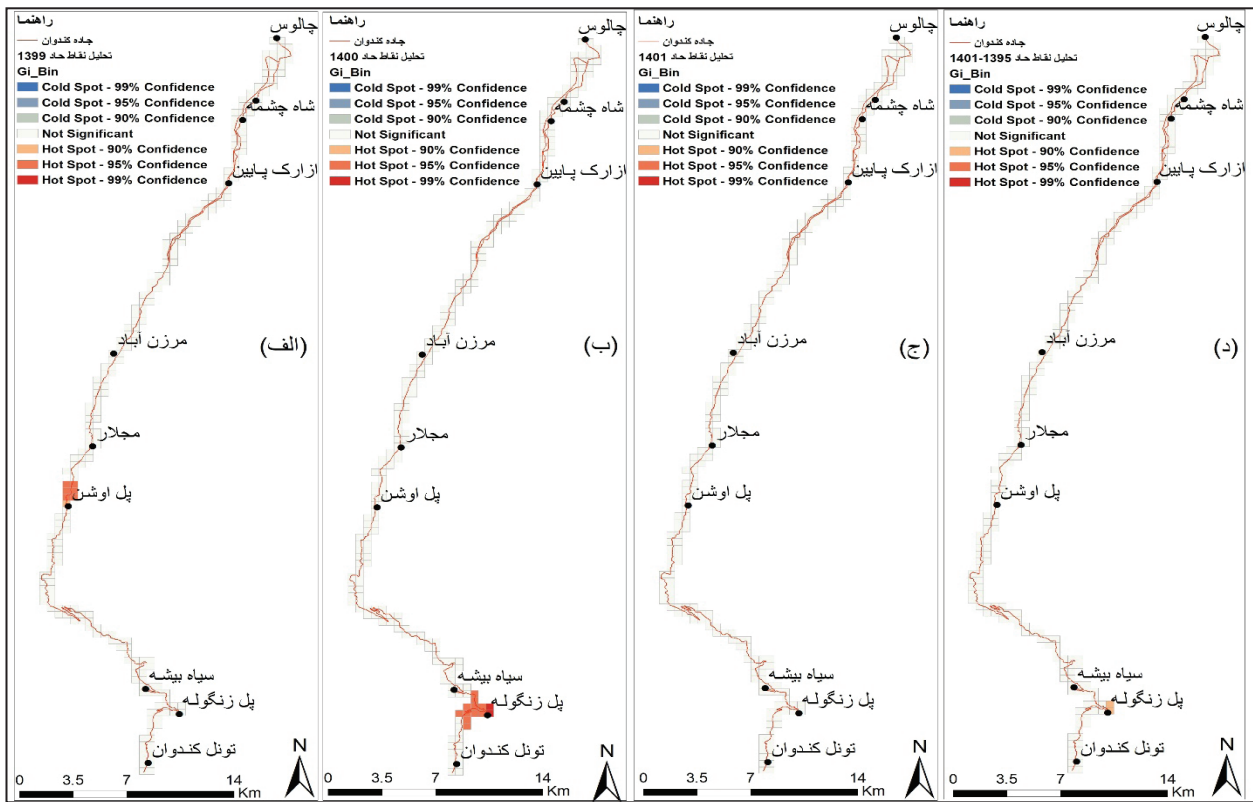 راهنما
جاده کندوان
تحلیل نقاط حاد 1399
Gi_Bin
Cold Spot - 99% Confidence
Cold Spot - 95% Confidence
Cold Spot - 90% Confidence
Not Significant
Hot Spot - 90% Confidence
Hot Spot - 95% Confidence
Hot Spot - 99% Confidence
چالوس
شاه چشمه
ازارک پایین
مرزن آباد
(الف)
مجلار
پل اوشن
سیاه بیشه
پل زنگوله
تونل کندوان
N
0 3.5 7 14
Km
راهنما
جاده کندوان
تحلیل نقاط حاد 1400
Gi_Bin
Cold Spot - 99% Confidence
Cold Spot - 95% Confidence
Cold Spot - 90% Confidence
Not Significant
Hot Spot - 90% Confidence
Hot Spot - 95% Confidence
Hot Spot - 99% Confidence
چالوس
شاه چشمه
ازارک پایین
مرزن آباد
(ب)
مجلار
پل اوشن
سیاه بیشه
پل زنگوله
تونل کندوان
N
0 3.5 7 14
Km
راهنما
جاده کندوان
تحلیل نقاط حاد 1401
Gi_Bin
Cold Spot - 99% Confidence
Cold Spot - 95% Confidence
Cold Spot - 90% Confidence
Not Significant
Hot Spot - 90% Confidence
Hot Spot - 95% Confidence
Hot Spot - 99% Confidence
چالوس
شاه چشمه
ازارک پایین
مرزن آباد
(ج)
مجلار
پل اوشن
سیاه بیشه
پل زنگوله
تونل کندوان
N
0 3.5 7 14
Km
راهنما
جاده کندوان
تحلیل نقاط حاد 1395-1401
Gi_Bin
Cold Spot - 99% Confidence
Cold Spot - 95% Confidence
Cold Spot - 90% Confidence
Not Significant
Hot Spot - 90% Confidence
Hot Spot - 95% Confidence
Hot Spot - 99% Confidence
چالوس
شاه چشمه
ازارک پایین
مرزن آباد
(د)
مجلار
پل اوشن
سیاه بیشه
پل زنگوله
تونل کندوان
N
0 3.5 7 14
Km